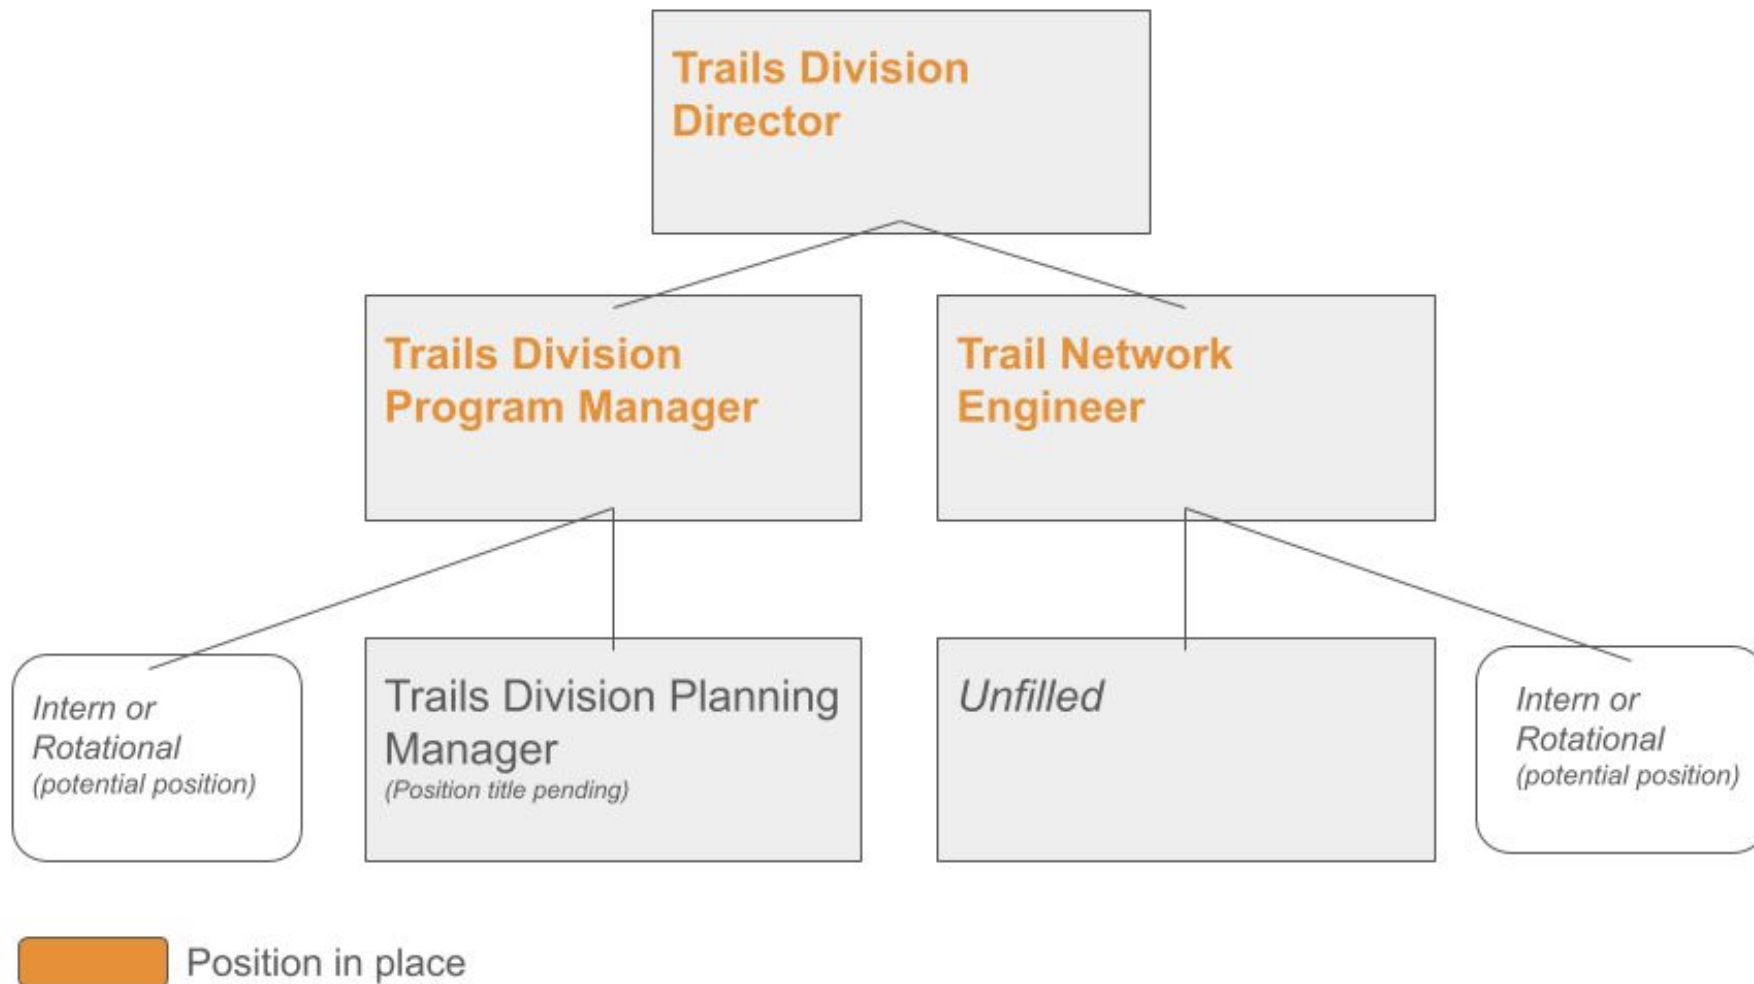 Trails Division
Director
Trails Division
Program Manager
Trail Network
Engineer
Intern or
Rotational
(potential position)
Trails Division Planning
Manager
(Position title pending)
Unfilled
Intern or
Rotational
(potential position)
Position in place